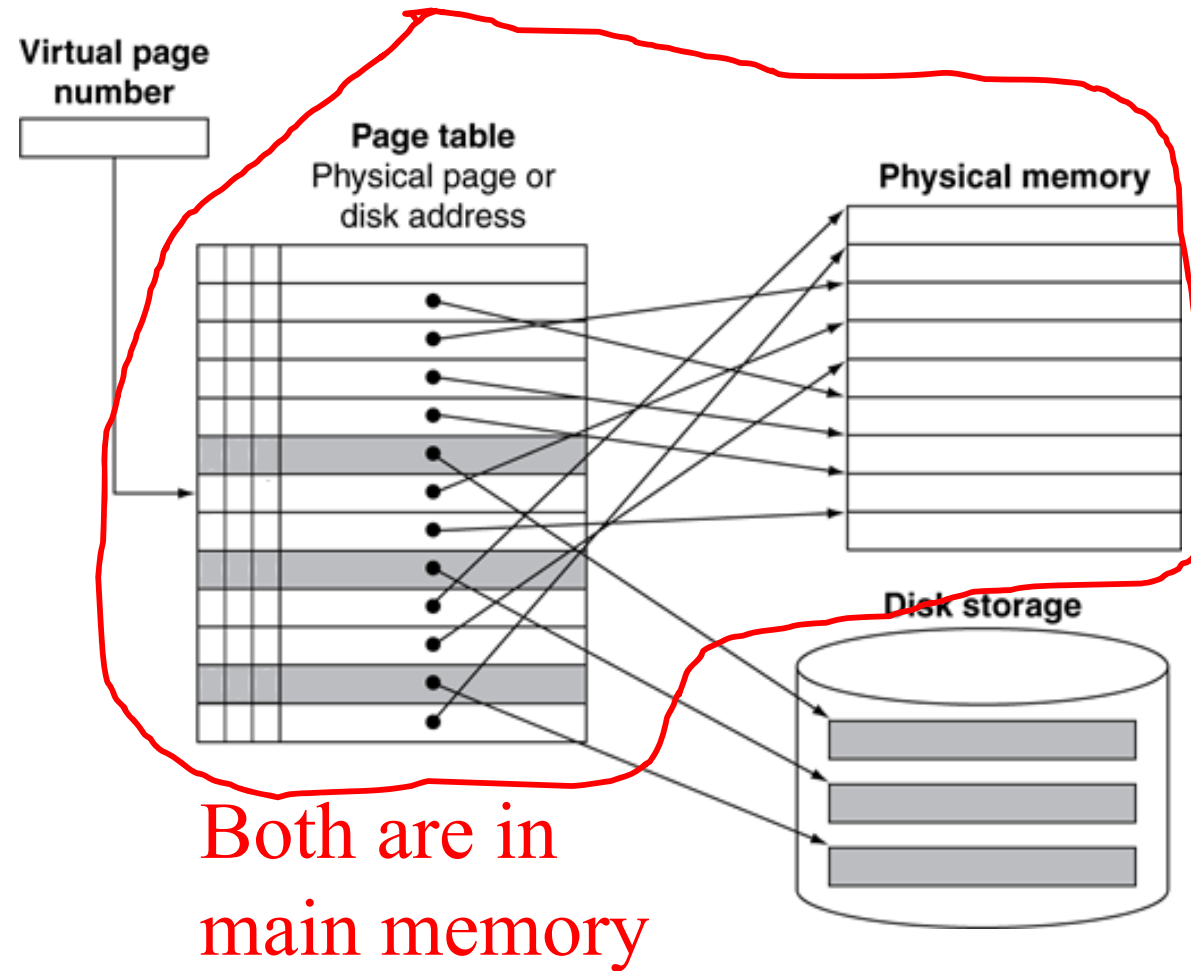 Virtual page
number
Page table
Physical page or
disk address
Physical memory
Disk storage
Both are in
main memory